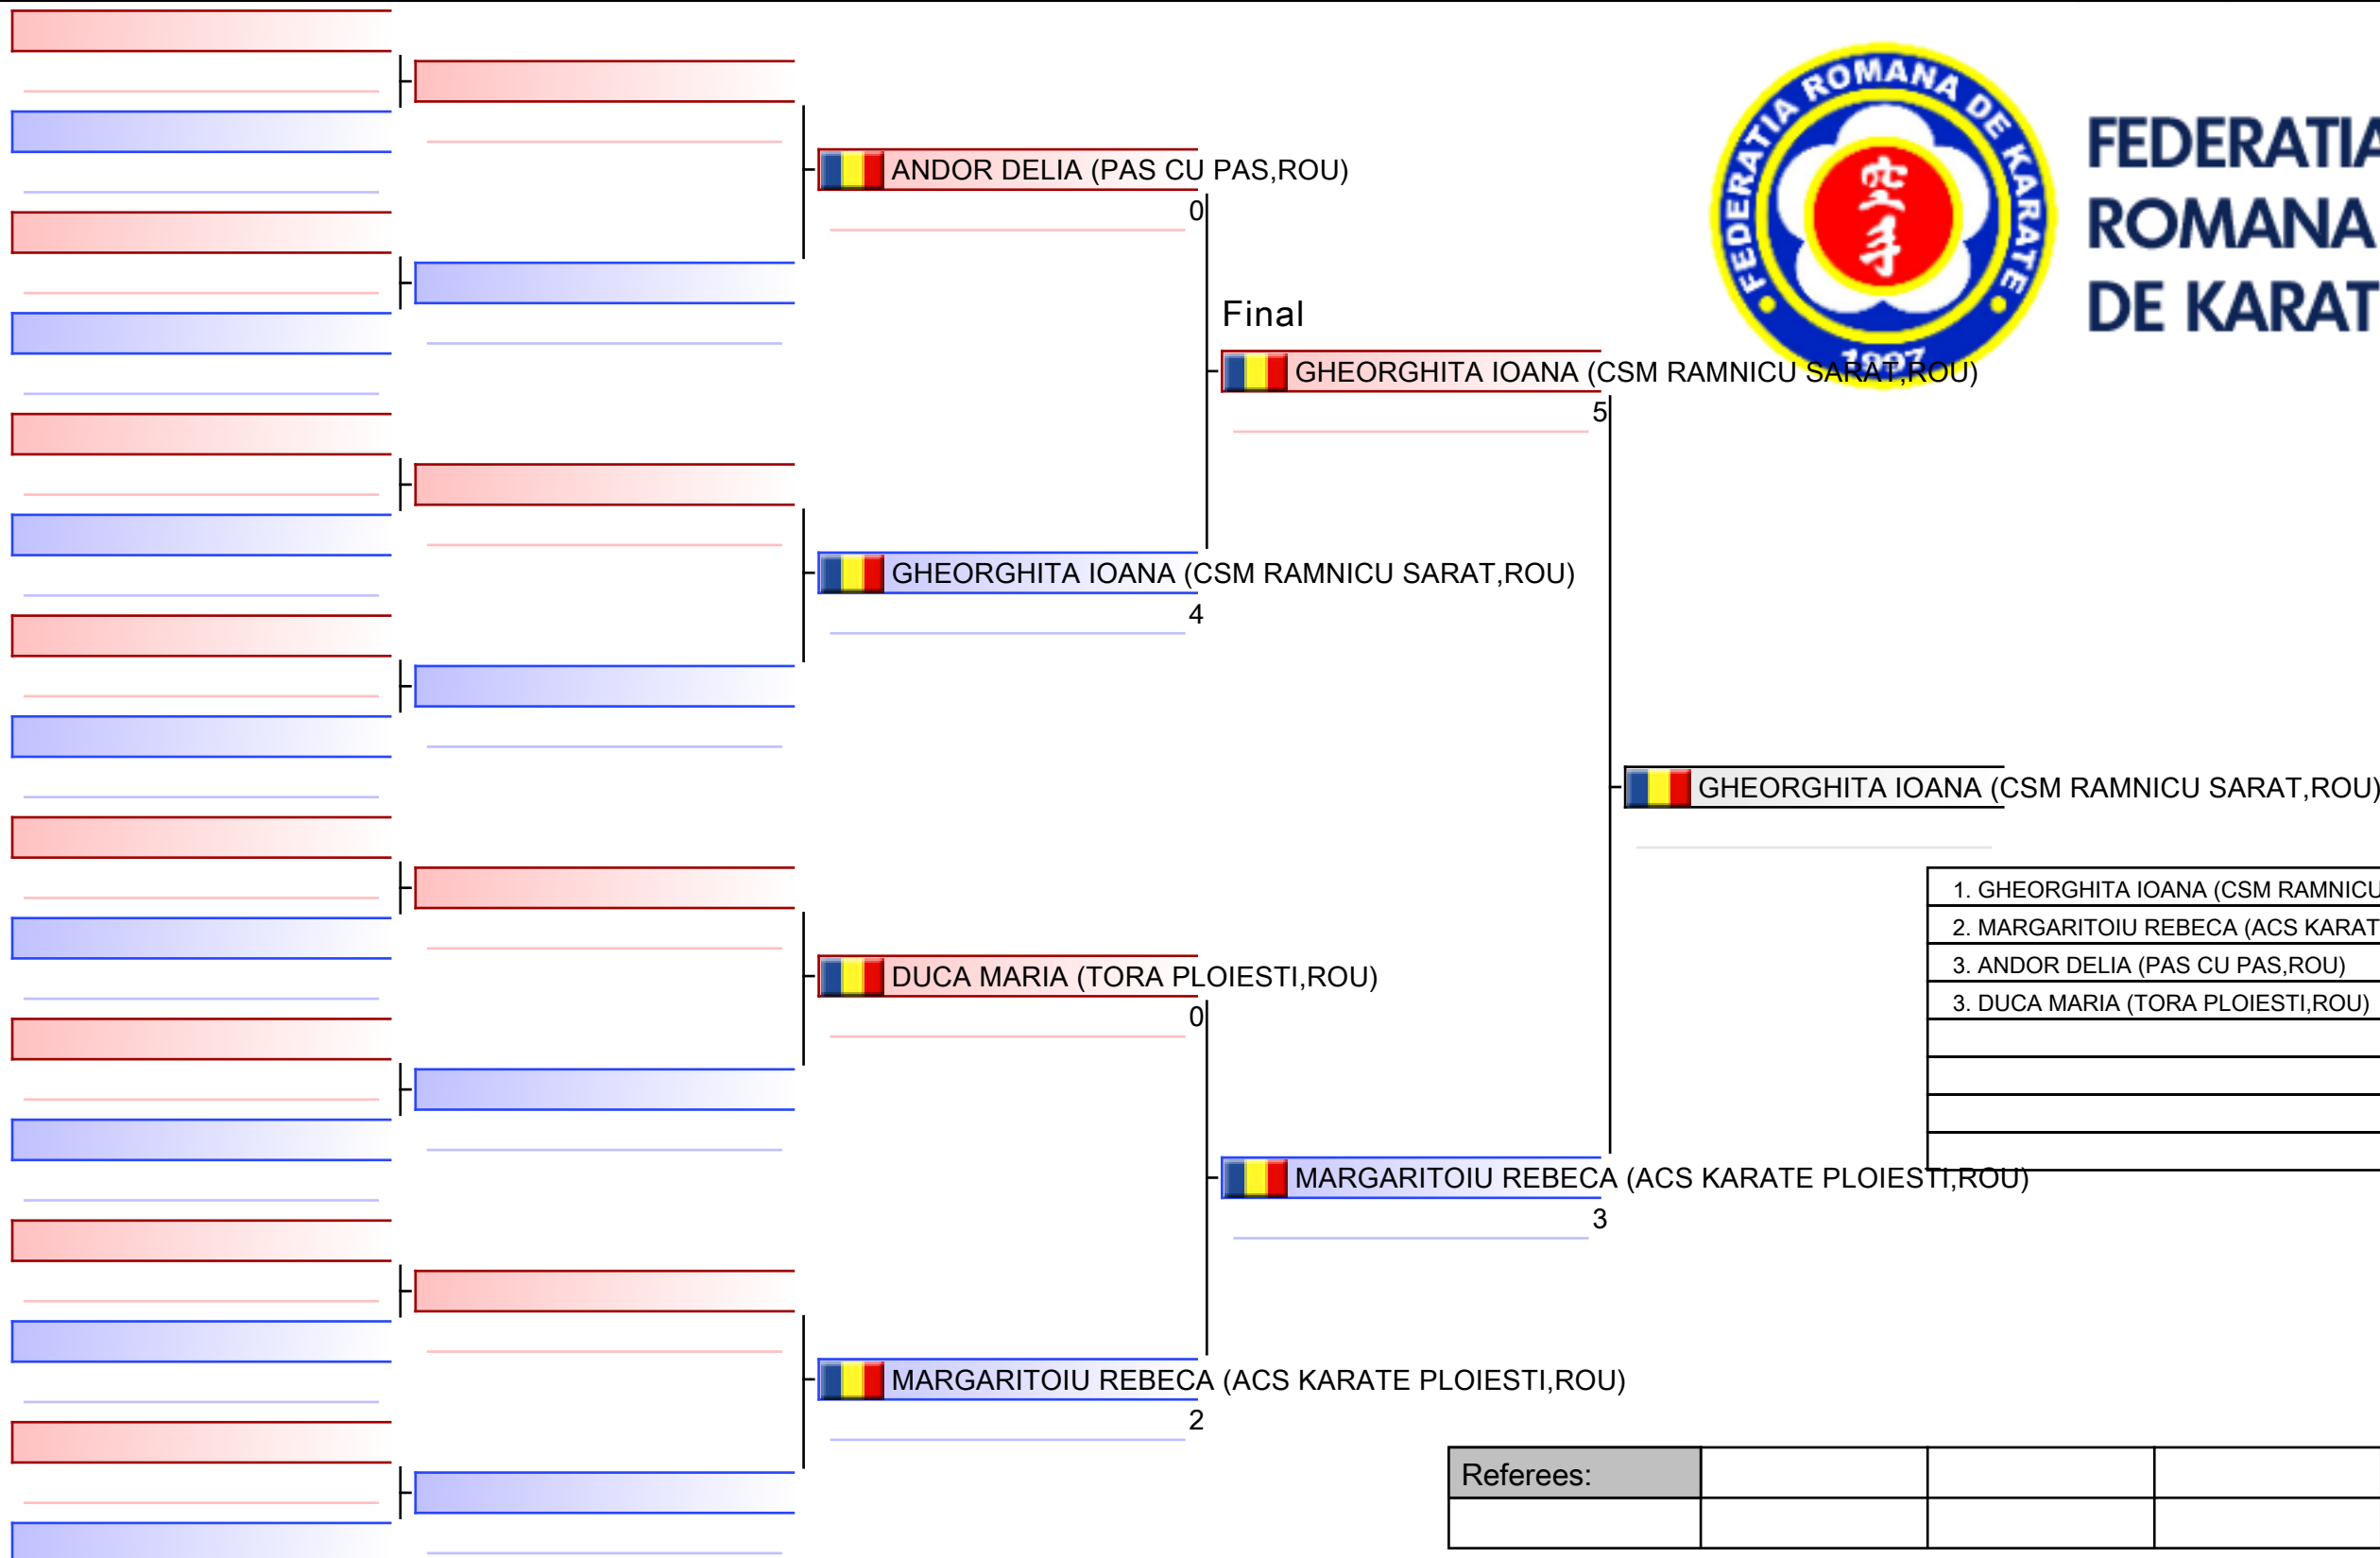 FEDERATIA ROMANA DE KARATE
1997
空手
FEDERATIA
ROMANA
DE KARAT
ANDOR DELIA (PAS CU PAS,ROU)
0
Final
GHEORGHITA IOANA (CSM RAMNICU SARAT,ROU)
5
GHEORGHITA IOANA (CSM RAMNICU SARAT,ROU)
4
GHEORGHITA IOANA (CSM RAMNICU SARAT,ROU)
1. GHEORGHITA IOANA (CSM RAMNICU
2. MARGARITOIU REBECA (ACS KARAT
3. ANDOR DELIA (PAS CU PAS,ROU)
3. DUCA MARIA (TORA PLOIESTI,ROU)
DUCA MARIA (TORA PLOIESTI,ROU)
0
MARGARITOIU REBECA (ACS KARATE PLOIESTI,ROU)
3
MARGARITOIU REBECA (ACS KARATE PLOIESTI,ROU)
2
Referees: